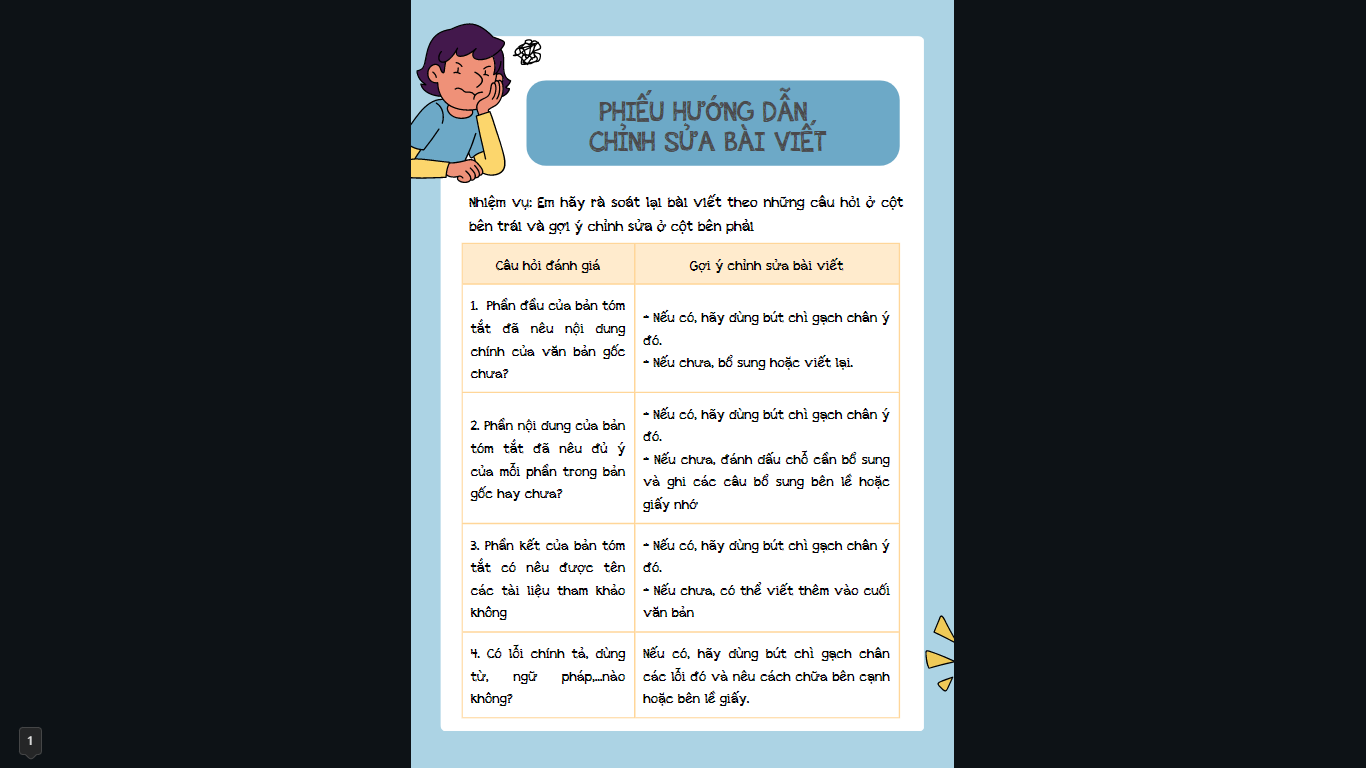 PHIẾU HƯỚNG DẪN
CHỈNH SỬA BÀI VIẾT
Nhiệm vụ: Em hãy rà soát lại bài viết theo những câu hỏi ở cột
bên trái và gợi ý chỉnh sửa ở cột bên phải
Câu hỏi đánh giá
Gợi ý chỉnh sửa bài viết
1. Phần đầu của bản tóm
tắt đã nêu nội dung
chính của văn bản gốc
chưa?
- Nếu có, hãy dùng bút chì gạch chân ý
đó.
- Nếu chưa, bổ sung hoặc viết lại.
2. Phần nội dung của bản
tóm tắt đã nêu đủ ý
của mỗi phần trong bản
gốc hay chưa?
- Nếu có, hãy dùng bút chì gạch chân ý
đó.
- Nếu chưa, đánh dấu chỗ cần bổ sung
và ghi các câu bổ sung bên lề hoặc
giấy nhớ
3. Phần kết của bản tóm
tắt có nêu được tên
các tài liệu tham khảo
không
- Nếu có, hãy dùng bút chì gạch chân ý
đó.
- Nếu chưa, có thể viết thêm vào cuối
văn bản
4. Có lỗi chính tả, dùng
từ, ngữ pháp,...nào
không?
Nếu có, hãy dùng bút chì gạch chân
các lỗi đó và nêu cách chữa bên cạnh
hoặc bên lề giấy.
1